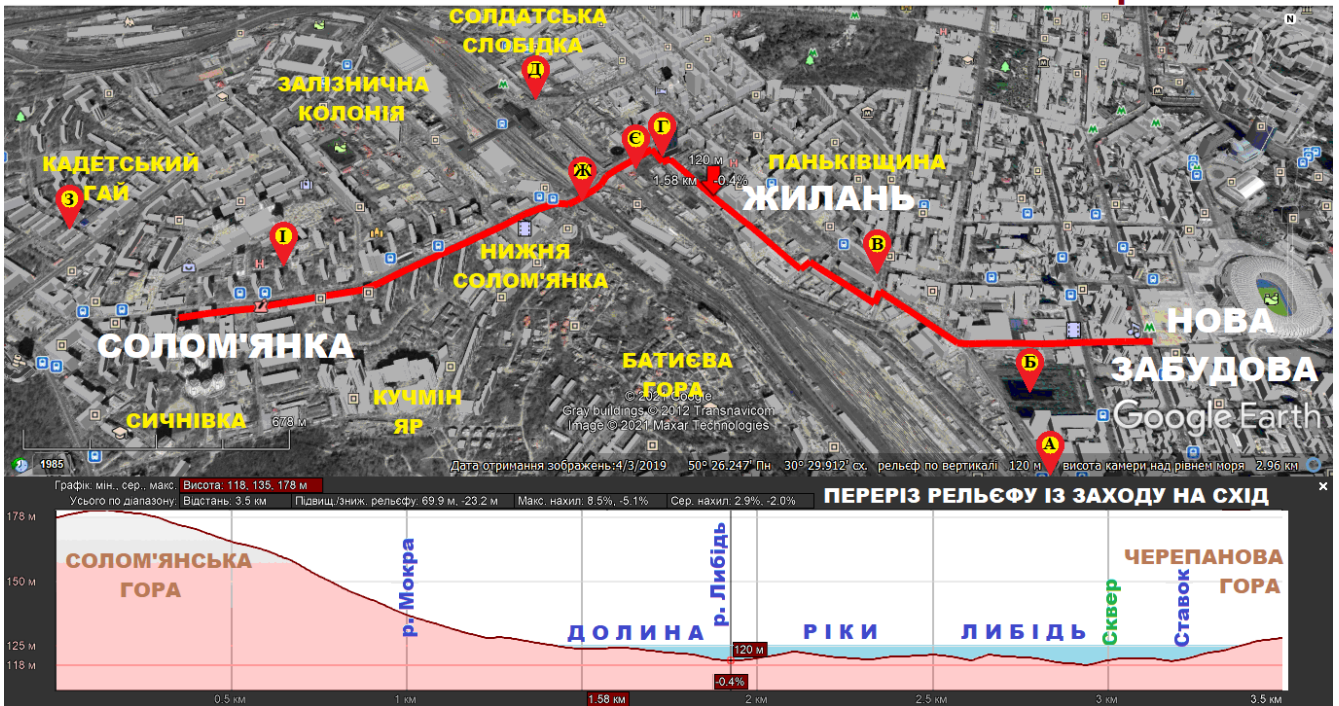 СОЛДАТСЬКА
СЛОБІДКА
N
Д
ЗАЛІЗНИЧНА
КОЛОНІЯ
Є
Г
120 м
1.58 км
-0.4%
ПАНЬКІВЩИНА
КАДЕТСЬКИЙ
ГАЙ
З
Ж
ЖИЛАНЬ
І
В
НИЖНЯ
СОЛОМ'ЯНКА
СОЛОМ'ЯНКА
НОВА
ЗАБУДОВА
БАТИЄВА
ГОРА
Б
КУЧМІН
ЯР
СИЧНІВКА
678 м
© 2021 Google
Gray buildings © 2012 Transnavicom
Image © 2021 Maxar Technologies
Google Earth
А
1985
Дата отримання зображень:4/3/2019 50° 26.247' Пн 30° 29.912' сх. рельєф по вертикалі 120 м висота камери над рівнем моря 2.96 км
Графік: мін., сер., макс. Висота: 118, 135, 178 м
Усього по діапазону: Відстань: 3.5 км Підвищ./зниж. рельєфу: 69.9 м, -23.2 м Макс. нахил: 8.5%, -5.1% Сер. нахил: 2.9%, -2.0%
ПЕРЕРІЗ РЕЛЬЄФУ ІЗ ЗАХОДУ НА СХІД
178 м
150 м
125 м
118 м
СОЛОМ'ЯНСЬКА
ГОРА
р. Мокра
р. Либідь
ДОЛИНА РІКИ ЛИБІДЬ
Сквер
Ставок
ЧЕРЕПАНОВА
ГОРА
120 м
-0.4%
0.5 км
1 км
1.58 км
2 км
2.5 км
3 км
3.5 км